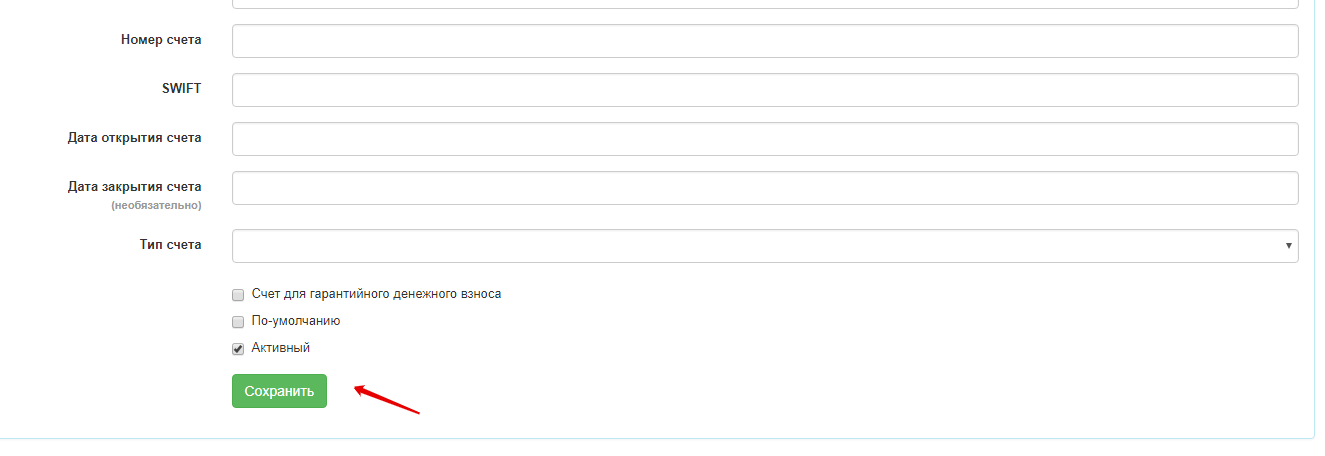 Номер счета
SWIFT
Дата открытия счета
Дата закрытия счета
(необязательно)
Тип счета
Счет для гарантийного денежного взноса
По-умолчанию
Активный
Сохранить